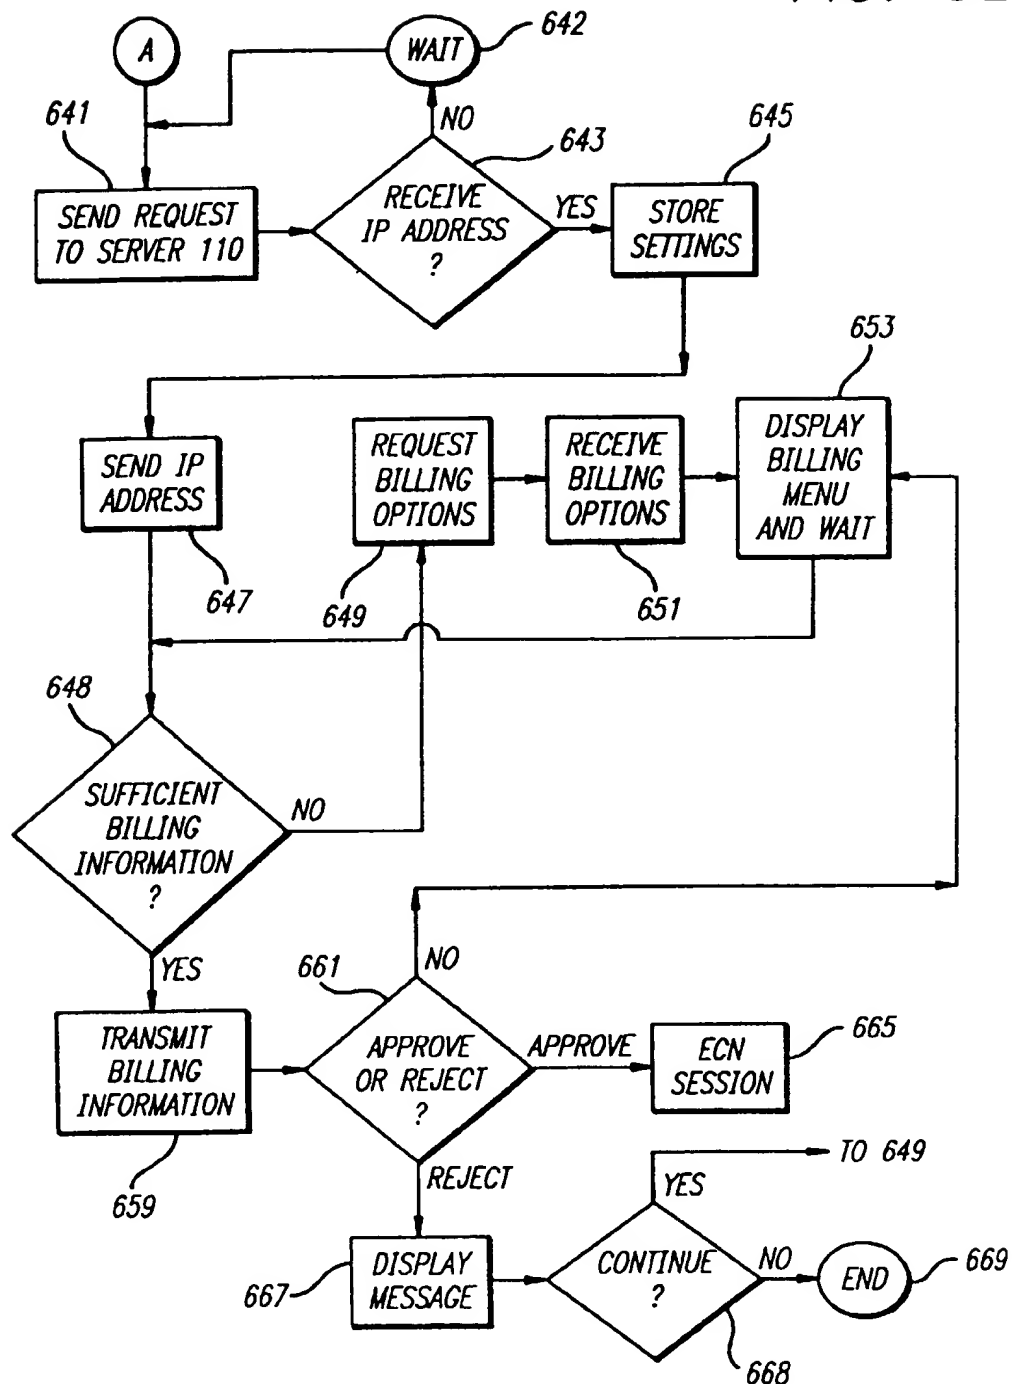 A
WAIT
642
641
NO
643
645
SEND REQUEST
TO SERVER 110
RECEIVE
IP ADDRESS
?
YES
STORE
SETTINGS
653
SEND IP
ADDRESS
REQUEST
BILLING
OPTIONS
RECEIVE
BILLING
OPTIONS
DISPLAY
BILLING
MENU
AND WAIT
647
649
651
648
SUFFICIENT
BILLING
INFORMATION
?
NO
YES
661
NO
TRANSMIT
BILLING
INFORMATION
APPROVE
OR REJECT
?
APPROVE
ECN
SESSION
665
659
REJECT
YES
TO 649
667
DISPLAY
MESSAGE
CONTINUE
?
NO
END
669
668